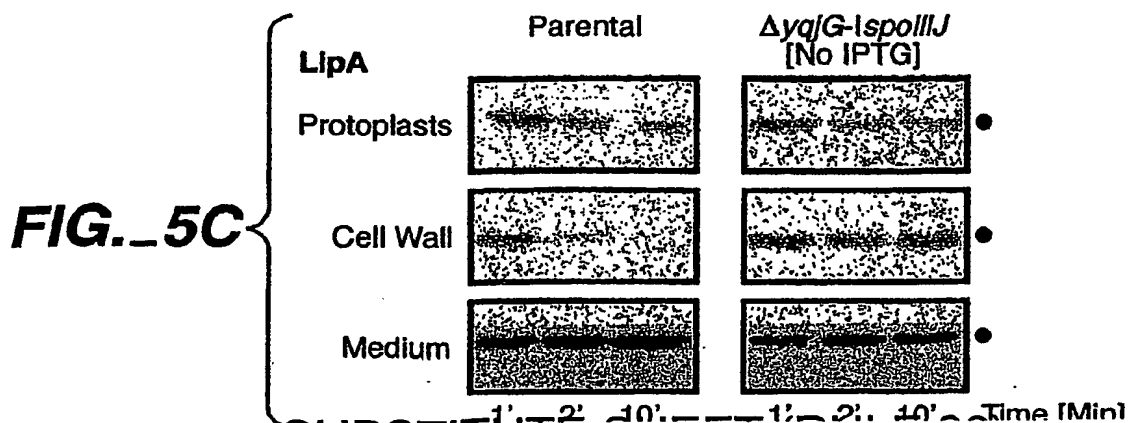 Parental
ΔyqjG-IspoIIIJ
[No IPTG]
LipA
Protoplasts
FIG._5C
Cell Wall
Medium
1' 2' 10' 1' 2' 10' Time [Min]